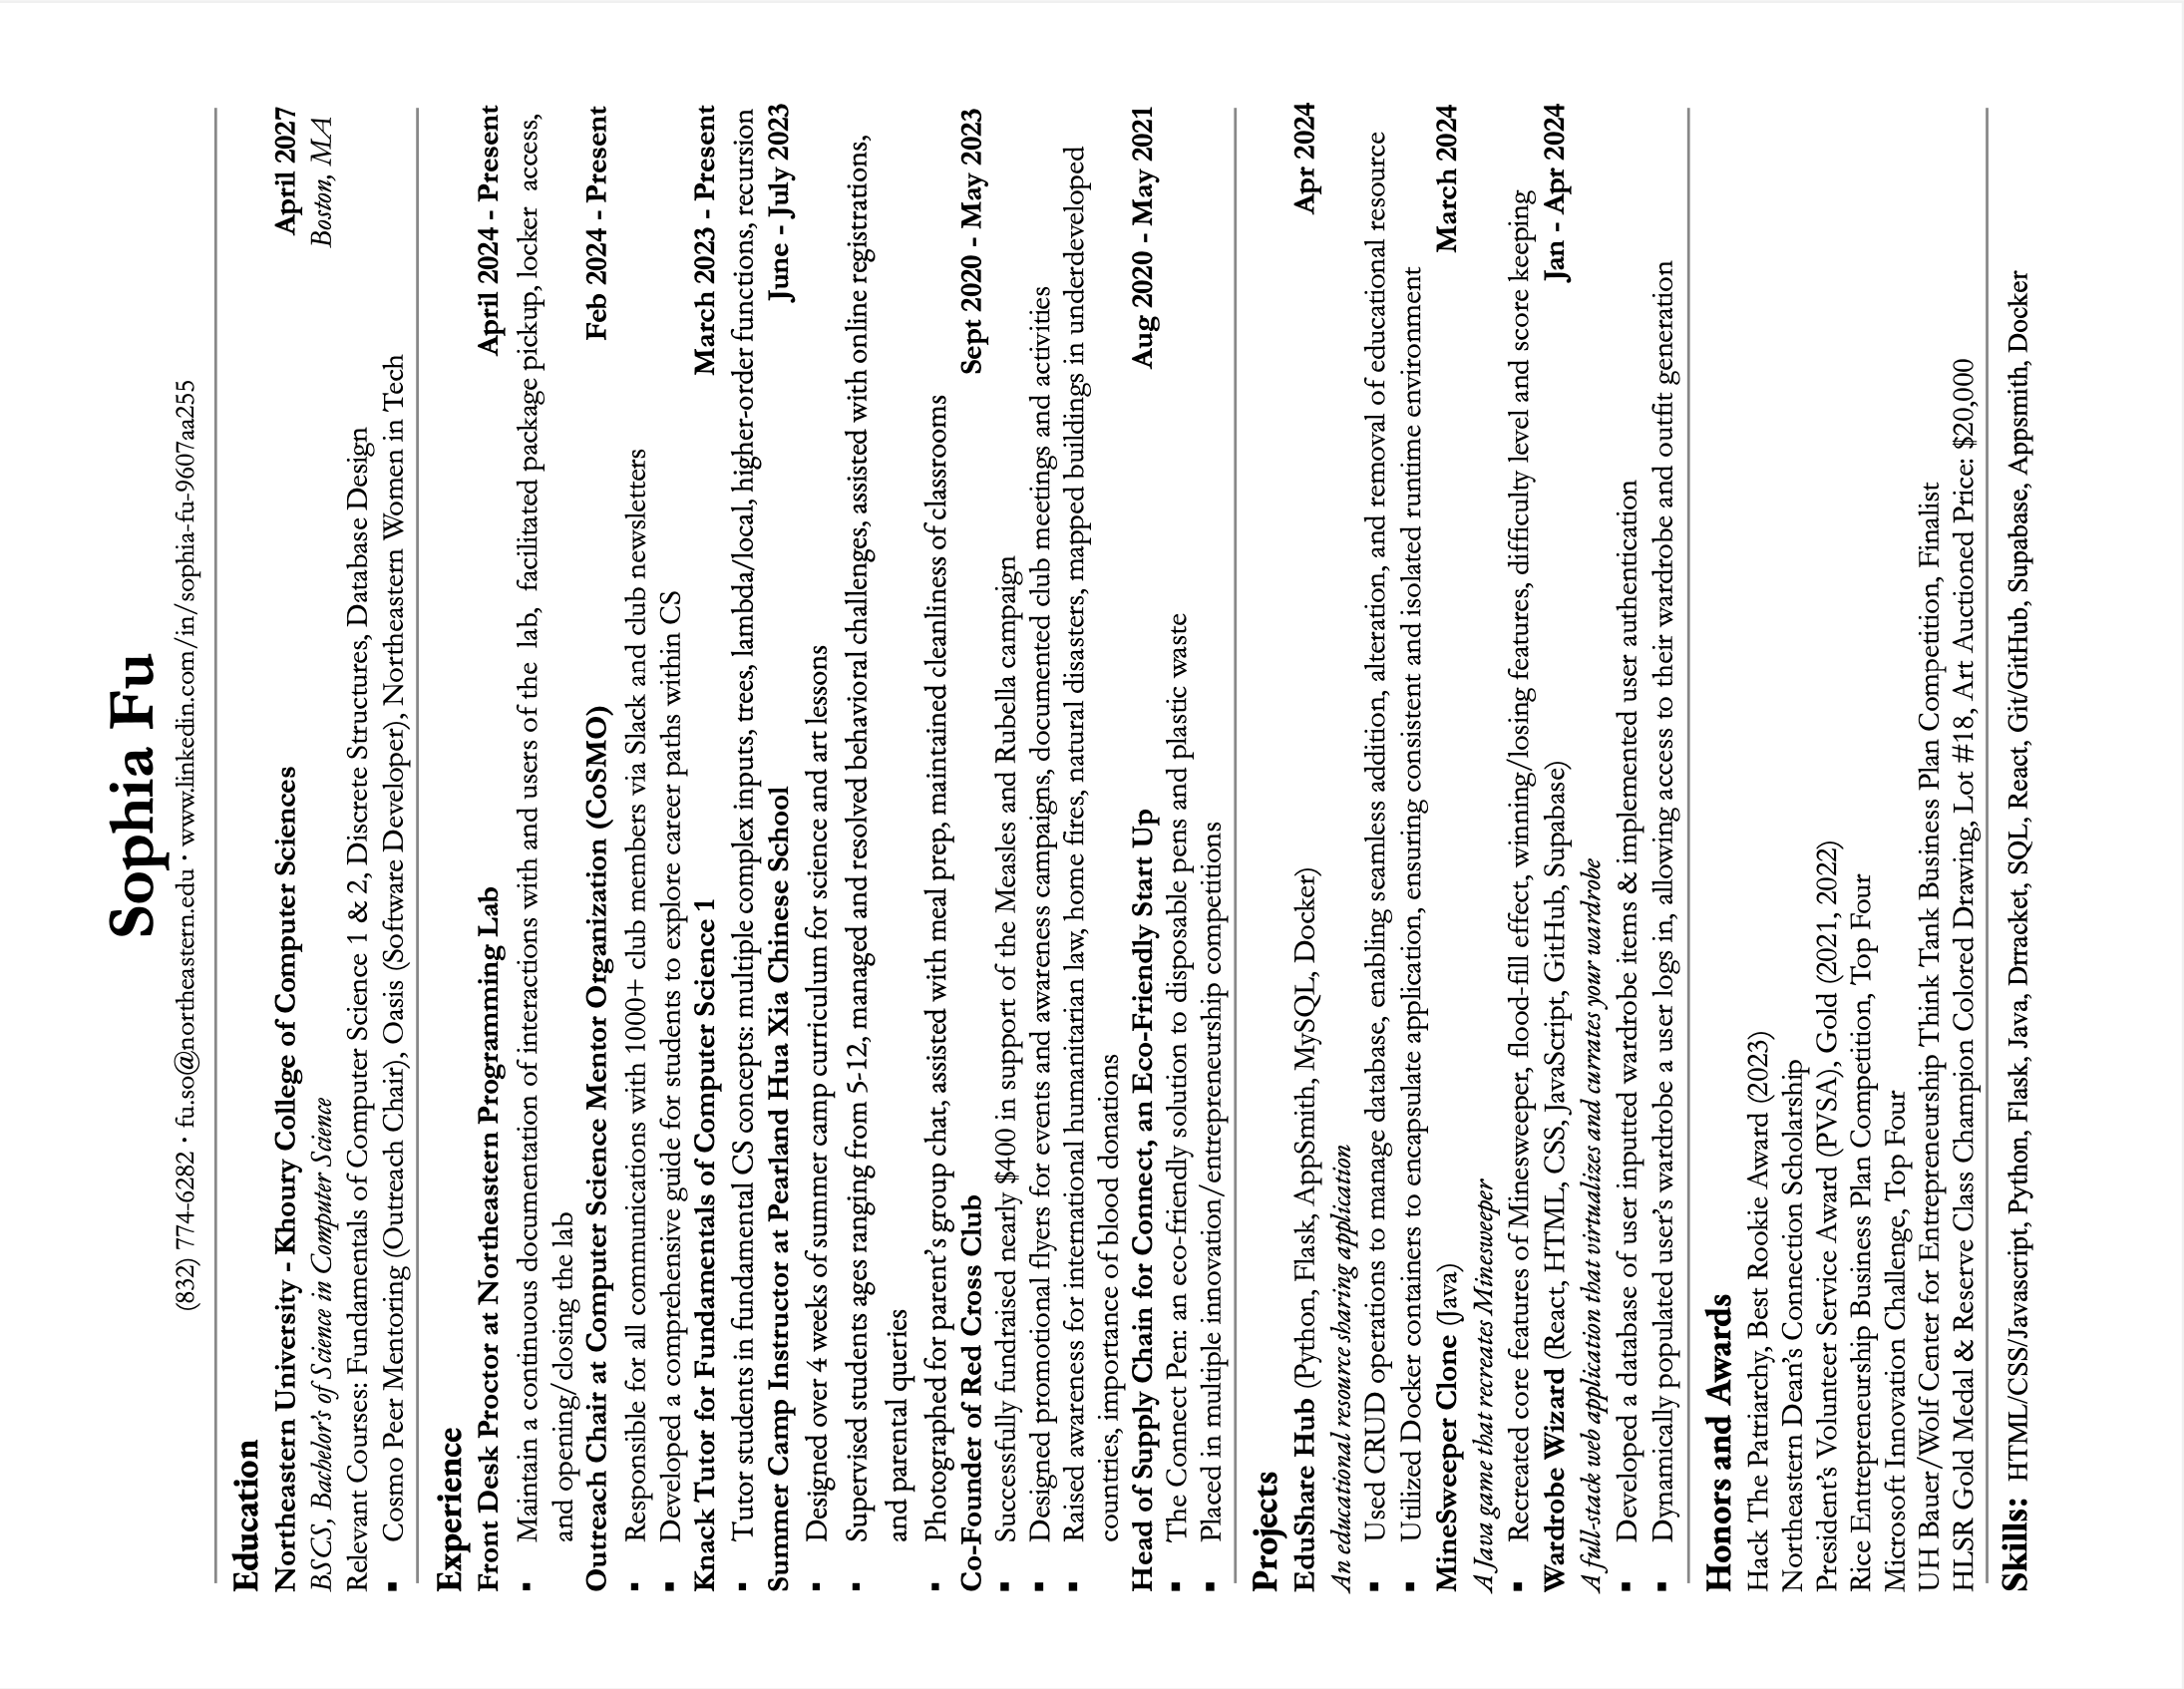 Sophia Fu
(832) 774-6282 • fu.so@northeastern.edu • www.linkedin.com/in/sophia-fu-9607aa255
Education
Northeastern University - Khoury College of Computer Sciences April 2027
BSCS, Bachelor's of Science in Computer Science Boston, MA
Relevant Courses: Fundamentals of Computer Science 1 & 2, Discrete Structures, Database Design
▪ Cosmo Peer Mentoring (Outreach Chair), Oasis (Software Developer), Northeastern Women in Tech
Experience
Front Desk Proctor at Northeastern Programming Lab April 2024 - Present
▪ Maintain a continuous documentation of interactions with and users of the lab, facilitated package pickup, locker access,
and opening/closing the lab
Outreach Chair at Computer Science Mentor Organization (CoSMO) Feb 2024 - Present
▪ Responsible for all communications with 1000+ club members via Slack and club newsletters
▪ Developed a comprehensive guide for students to explore career paths within CS
Knack Tutor for Fundamentals of Computer Science 1 March 2023 - Present
▪ Tutor students in fundamental CS concepts: multiple complex inputs, trees, lambda/local, higher-order functions, recursion
Summer Camp Instructor at Pearland Hua Xia Chinese School June - July 2023
▪ Designed over 4 weeks of summer camp curriculum for science and art lessons
▪ Supervised students ages ranging from 5-12, managed and resolved behavioral challenges, assisted with online registrations,
and parental queries
▪ Photographed for parent's group chat, assisted with meal prep, maintained cleanliness of classrooms
Co-Founder of Red Cross Club Sept 2020 - May 2023
▪ Successfully fundraised nearly $400 in support of the Measles and Rubella campaign
▪ Designed promotional flyers for events and awareness campaigns, documented club meetings and activities
▪ Raised awareness for international humanitarian law, home fires, natural disasters, mapped buildings in underdeveloped
countries, importance of blood donations
Head of Supply Chain for Connect, an Eco-Friendly Start Up Aug 2020 - May 2021
▪ The Connect Pen: an eco-friendly solution to disposable pens and plastic waste
▪ Placed in multiple innovation/entrepreneurship competitions
Projects
EduShare Hub (Python, Flask, AppSmith, MySQL, Docker) Apr 2024
An educational resource sharing application
▪ Used CRUD operations to manage database, enabling seamless addition, alteration, and removal of educational resource
▪ Utilized Docker containers to encapsulate application, ensuring consistent and isolated runtime environment
MineSweeper Clone (Java) March 2024
A Java game that recreates Minesweeper
▪ Recreated core features of Minesweeper, flood-fill effect, winning/losing features, difficulty level and score keeping
Wardrobe Wizard (React, HTML, CSS, JavaScript, GitHub, Supabase) Jan - Apr 2024
A full-stack web application that virtualizes and currates your wardrobe
▪ Developed a database of user inputted wardrobe items & implemented user authentication
▪ Dynamically populated user's wardrobe a user logs in, allowing access to their wardrobe and outfit generation
Honors and Awards
Hack The Patriarchy, Best Rookie Award (2023)
Northeastern Dean's Connection Scholarship
President's Volunteer Service Award (PVSA), Gold (2021, 2022)
Rice Entrepreneurship Business Plan Competition, Top Four
Microsoft Innovation Challenge, Top Four
UH Bauer/Wolf Center for Entrepreneurship Think Tank Business Plan Competition, Finalist
HLSR Gold Medal & Reserve Class Champion Colored Drawing, Lot #18, Art Auctioned Price: $20,000
Skills: HTML/CSS/Javascript, Python, Flask, Java, Drracket, SQL, React, Git/GitHub, Supabase, Appsmith, Docker